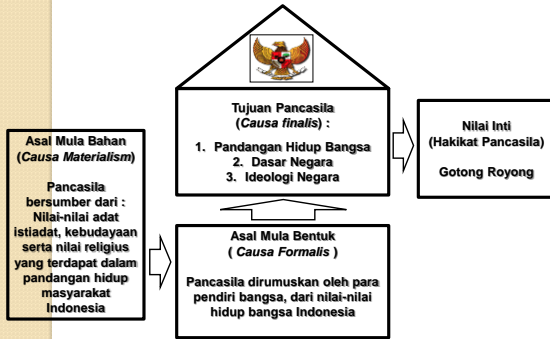 Asal Mula Bahan
(Causa Materialism)
Pancasila
bersumber dari :
Nilai-nilai adat
istiadat, kebudayaan
serta nilai religius
yang terdapat dalam
pandangan hidup
masyarakat
Indonesia
Asal Mula Bentuk
( Causa Formalis )
Pancasila dirumuskan oleh para
pendiri bangsa, dari nilai-nilai
hidup bangsa Indonesia
Tujuan Pancasila
(Causa finalis) :
1. Pandangan Hidup Bangsa
2. Dasar Negara
3. Ideologi Negara
Nilai Inti
(Hakikat Pancasila)
Gotong Royong